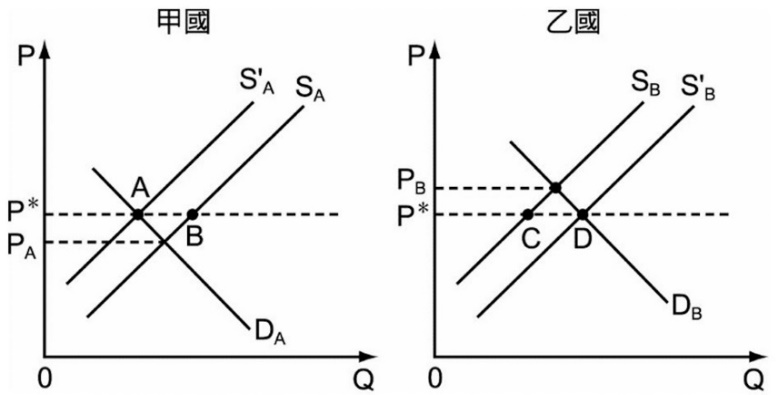 甲國
P
S'A
SA
A
P*
B
PA
DA
0
Q
乙國
P
SB
S'B
PB
P*
C
D
DB
0
Q